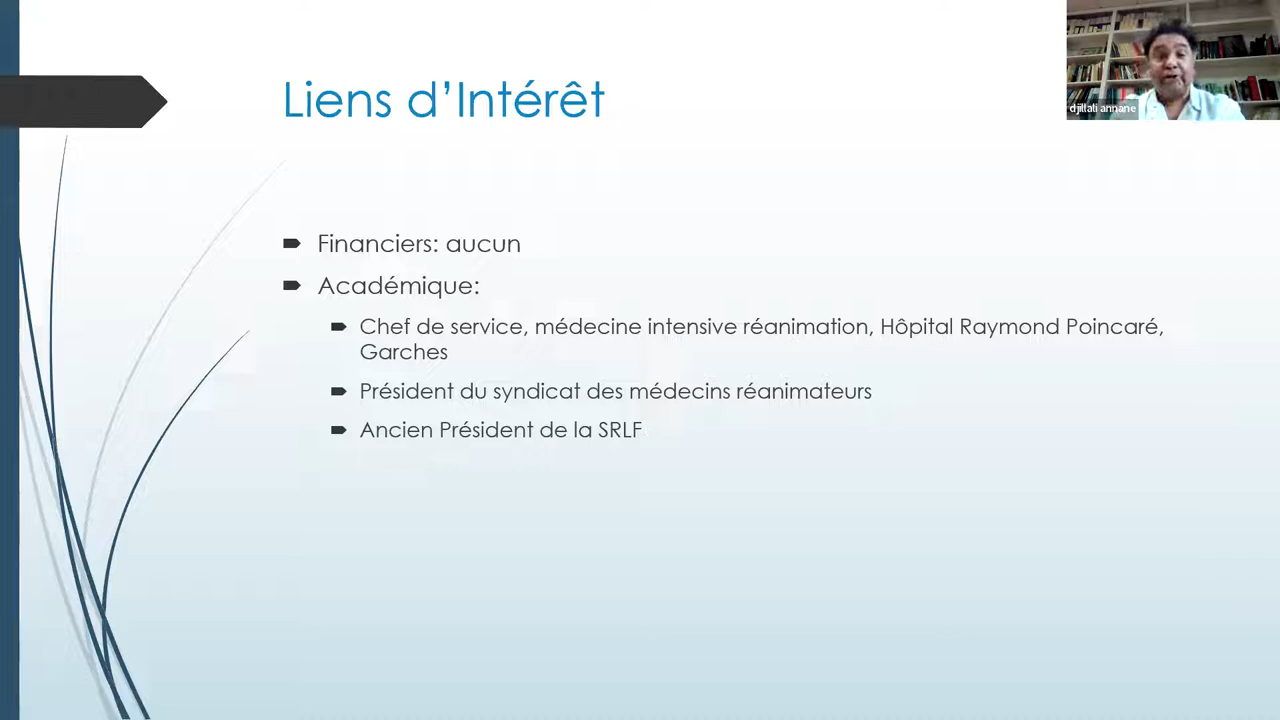 Liens d'Intérêt
djillali annane
Financiers: aucun
Académique:
Chef de service, médecine intensive réanimation, Hôpital Raymond Poincaré,
Garches
Président du syndicat des médecins réanimateurs
Ancien Président de la SRLF